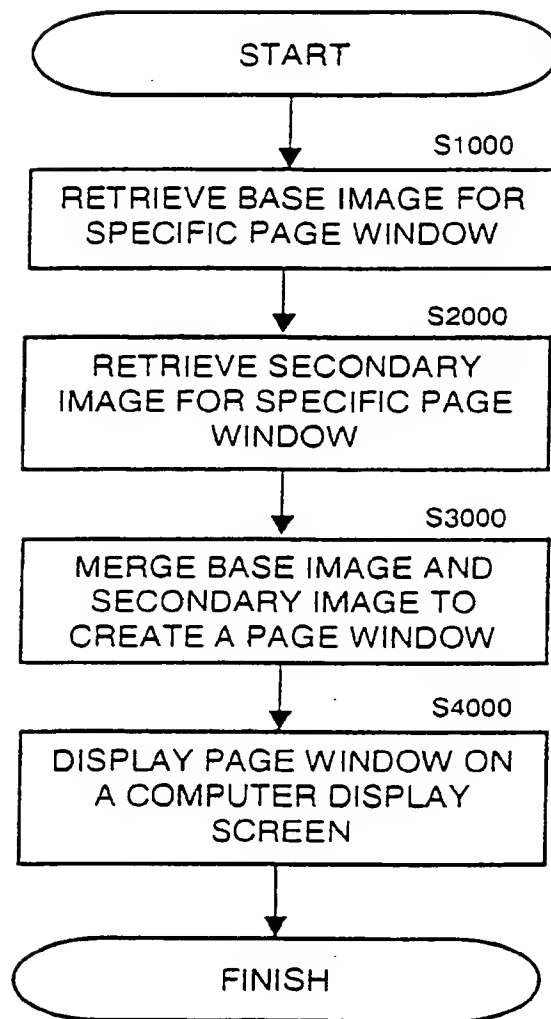 START
S1000
RETRIEVE BASE IMAGE FOR
SPECIFIC PAGE WINDOW
S2000
RETRIEVE SECONDARY
IMAGE FOR SPECIFIC PAGE
WINDOW
S3000
MERGE BASE IMAGE AND
SECONDARY IMAGE TO
CREATE A PAGE WINDOW
S4000
DISPLAY PAGE WINDOW ON
A COMPUTER DISPLAY
SCREEN
FINISH